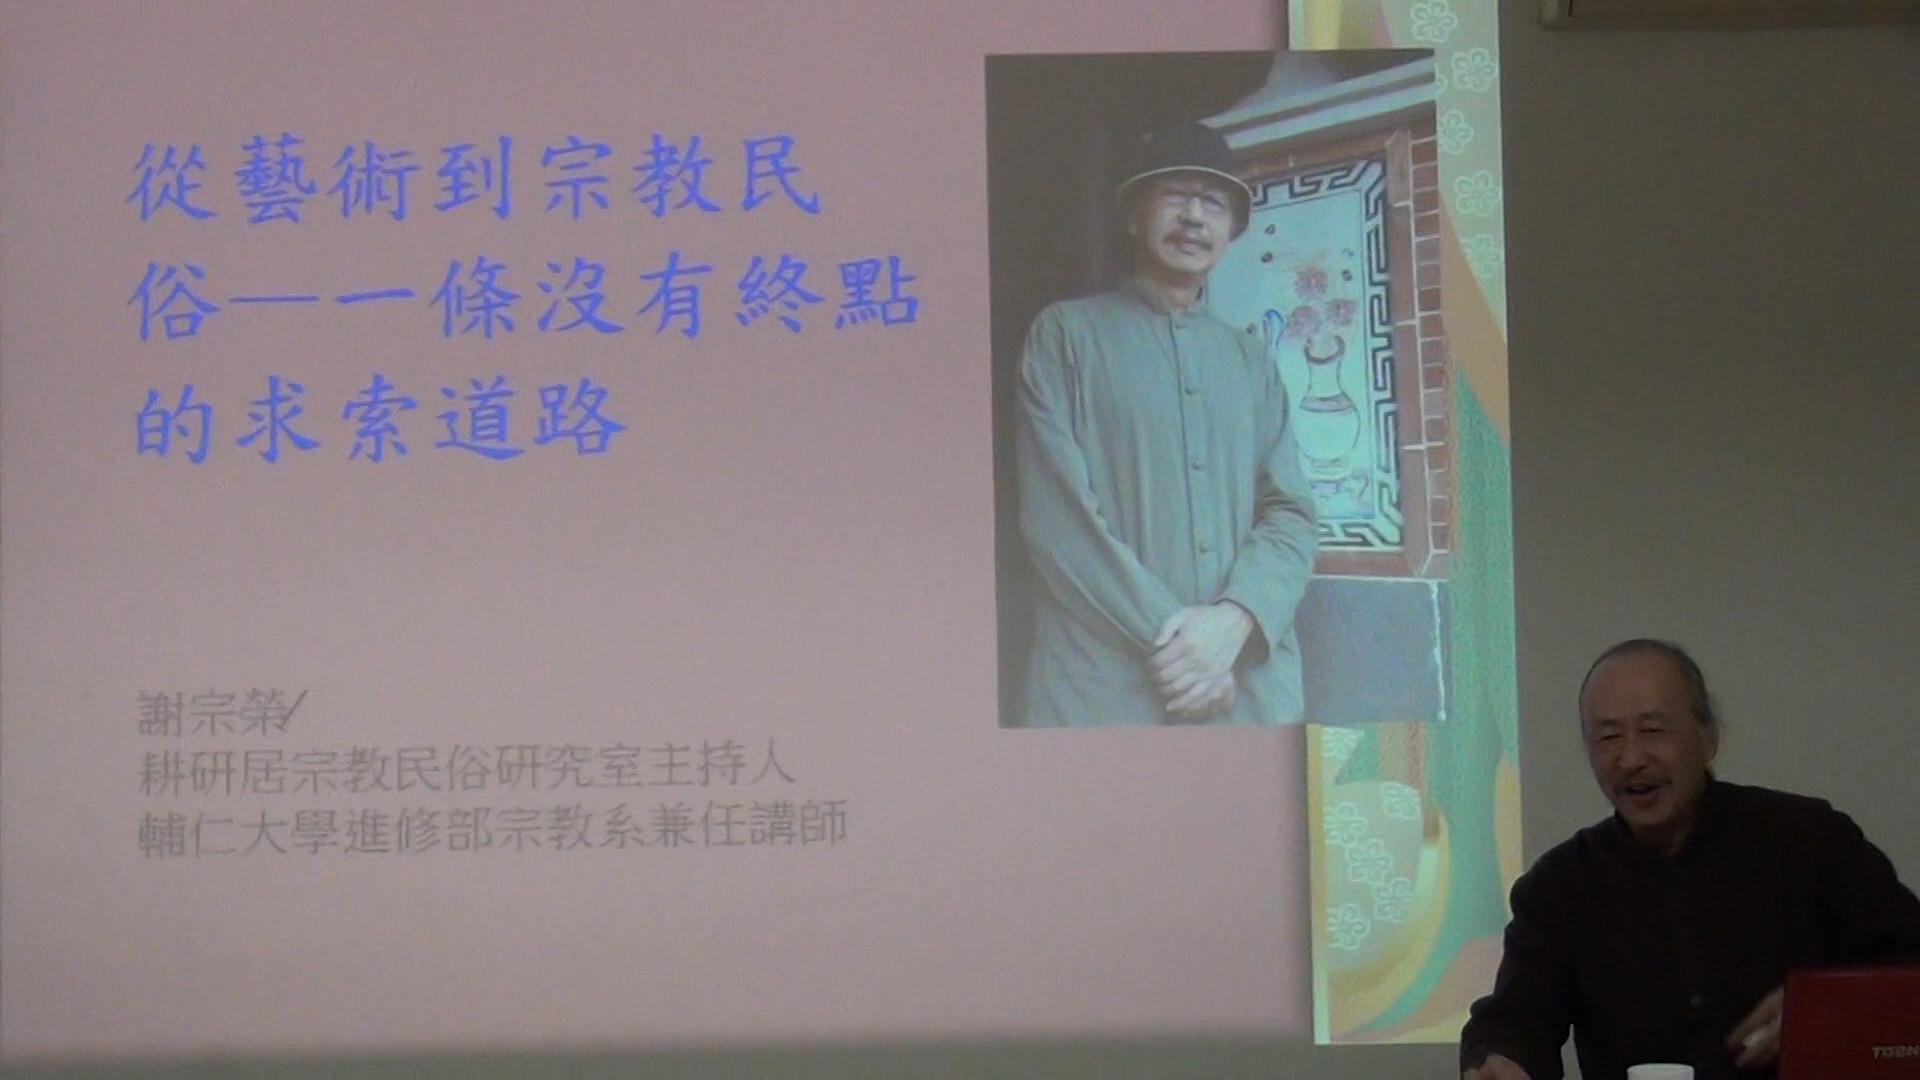 從藝術到宗教民
俗—一條沒有終點
的求索道路
謝宗榮/
耕研居宗教民俗研究室主持人
輔仁大學進修部宗教系兼任講師